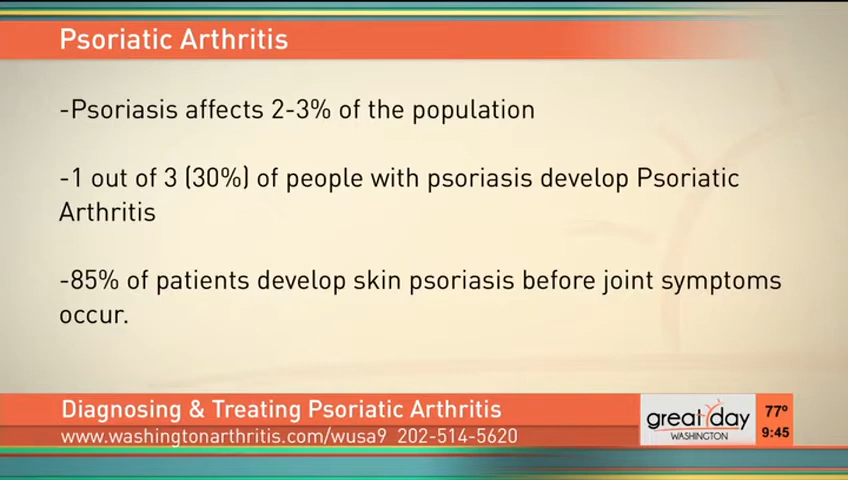 Psoriatic Arthritis
-Psoriasis affects 2-3% of the population
-1 out of 3 (30%) of people with psoriasis develop Psoriatic
Arthritis
-85% of patients develop skin psoriasis before joint symptoms
occur.
Diagnosing & Treating Psoriatic Arthritis
www.washingtonarthritis.com/wusa9 202-514-5620
great day
WASHINGTON
77º
9:45